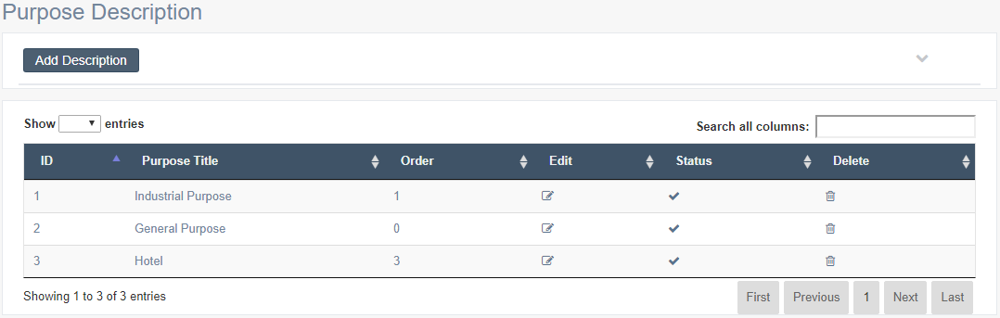 Purpose Description
Add Description
Show entries
Search all columns:
ID Purpose Title Order Edit Status Delete
1 Industrial Purpose 1
2 General Purpose 0
3 Hotel 3
Showing 1 to 3 of 3 entries
First Previous 1 Next Last